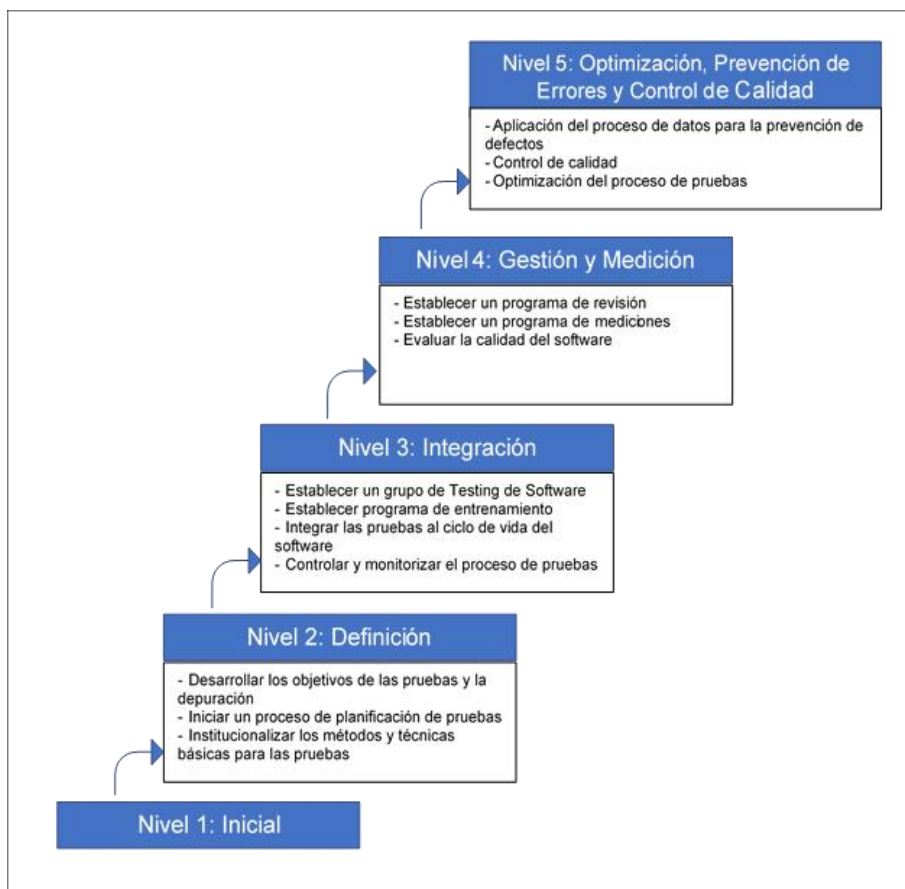 Nivel 5: Optimización, Prevención de
Errores y Control de Calidad
- Aplicación del proceso de datos para la prevención de
defectos
- Control de calidad
- Optimización del proceso de pruebas
Nivel 4: Gestión y Medición
- Establecer un programa de revisión
- Establecer un programa de mediciones
- Evaluar la calidad del software
Nivel 3: Integración
- Establecer un grupo de Testing de Software
- Establecer programa de entrenamiento
- Integrar las pruebas al ciclo de vida del
software
- Controlar y monitorizar el proceso de pruebas
Nivel 2: Definición
- Desarrollar los objetivos de las pruebas y la
depuración
- Iniciar un proceso de planificación de pruebas
- Institucionalizar los métodos y técnicas
básicas para las pruebas
Nivel 1: Inicial